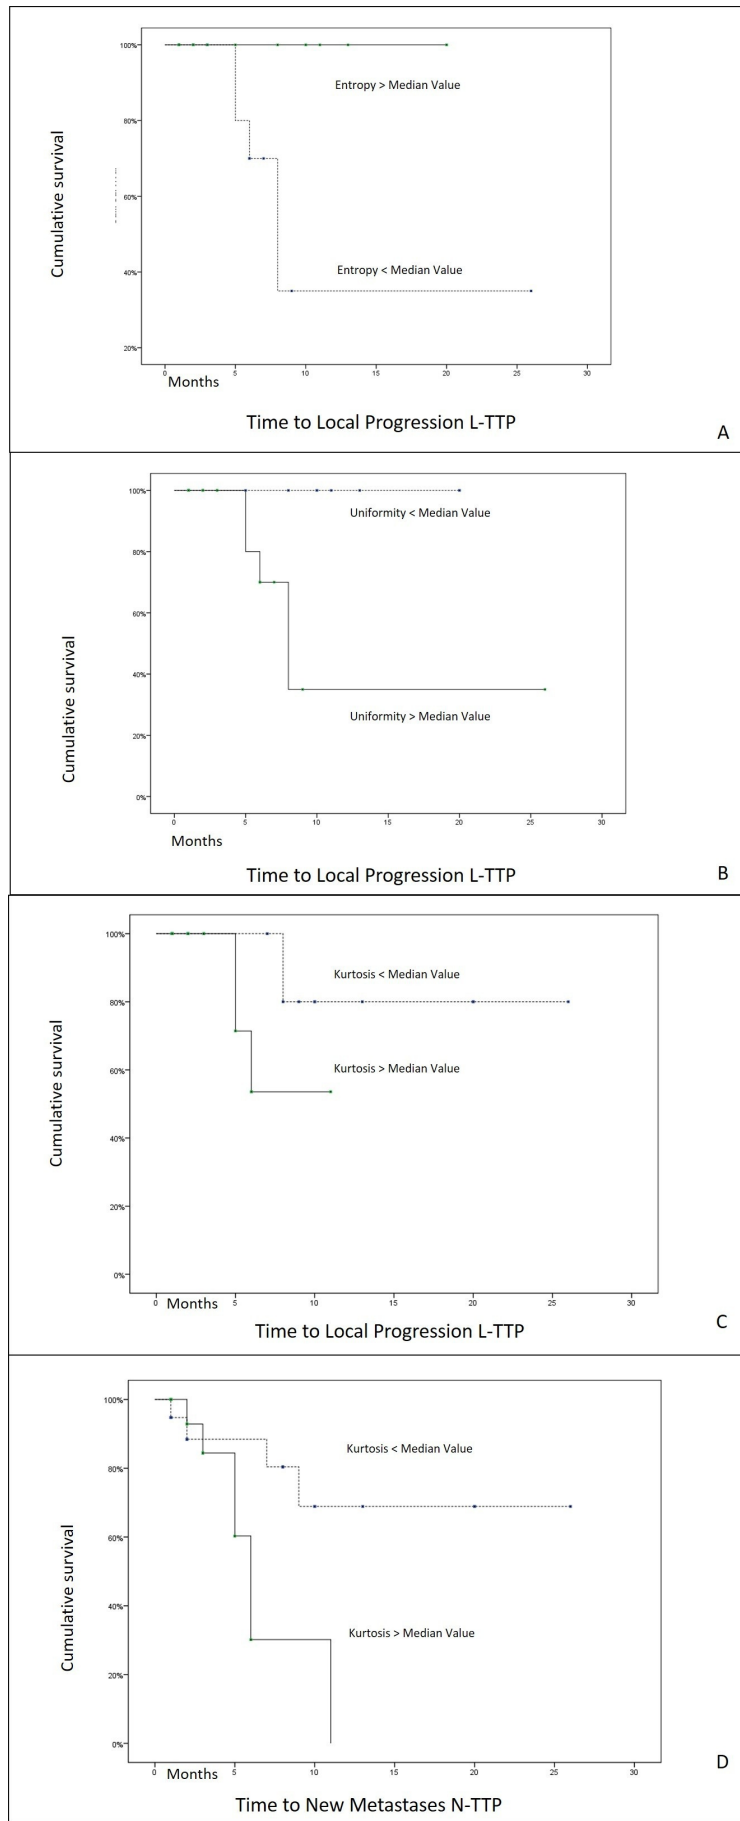 100%
Entropy > Median Value
80%
Cumulative survival
60%
Entropy < Median Value
40%
20%
0 5 10 15 20 25 30
Months
Time to Local Progression L-TTP
A
100%
Uniformity < Median Value
80%
60%
Cumulative survival
40%
Uniformity > Median Value
20%
0%
0 5 10 15 20 25 30
Months
Time to Local Progression L-TTP
B
100%
Kurtosis < Median Value
80%
Kurtosis > Median Value
60%
Cumulative survival
40%
20%
0%
0 5 10 15 20 25 30
Months
Time to Local Progression L-TTP
C
100%
Kurtosis < Median Value
80%
60%
Cumulative survival
40%
Kurtosis > Median Value
20%
0%
0 5 10 15 20 25 30
Months
D
Time to New Metastases N-TTP